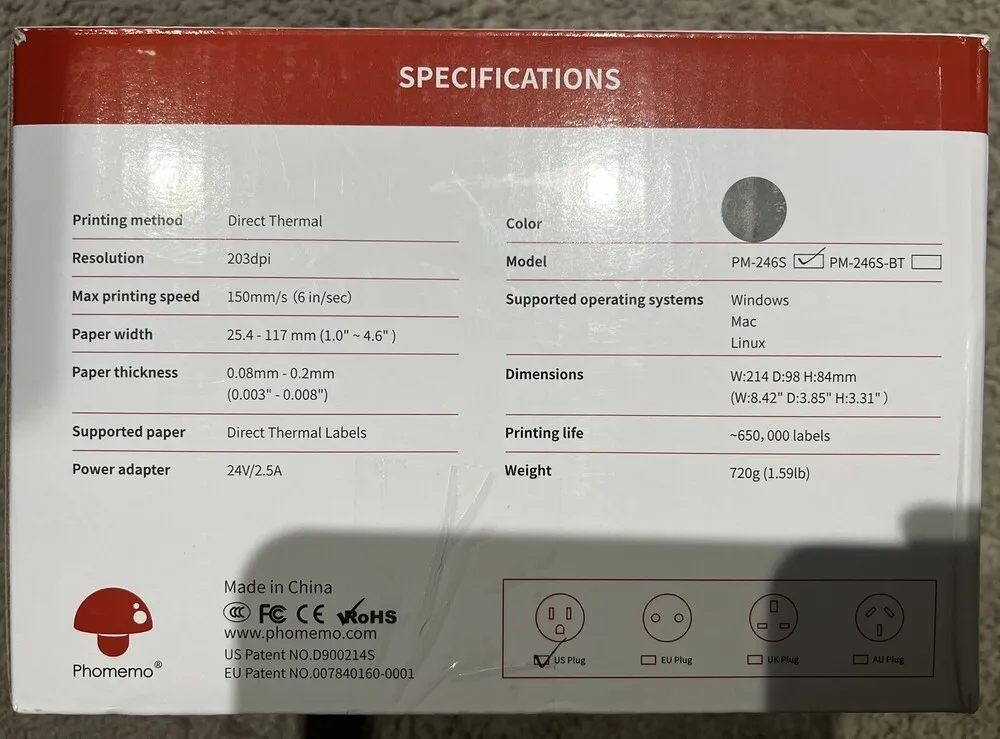 SPECIFICATIONS
Printing method Direct Thermal
Resolution 203dpi
Max printing speed 150mm/s (6 in/sec)
Paper width 25.4 - 117 mm (1.0" ~ 4.6" )
Paper thickness 0.08mm - 0.2mm
(0.003" - 0.008")
Supported paper Direct Thermal Labels
Power adapter 24V/2.5A
Color
Model PM-246S PM-246S-BT
Supported operating systems Windows
Mac
Linux
Dimensions W:214 D:98 H:84mm
(W:8.42" D:3.85" H:3.31" )
Printing life ~650,000 labels
Weight 720g (1.59lb)
Phomemo®
Made in China
CCC FC CE RoHS
www.phomemo.com
US Patent NO.D900214S
EU Patent NO.007840160-0001
US Plug EU Plug UK Plug AU Plug